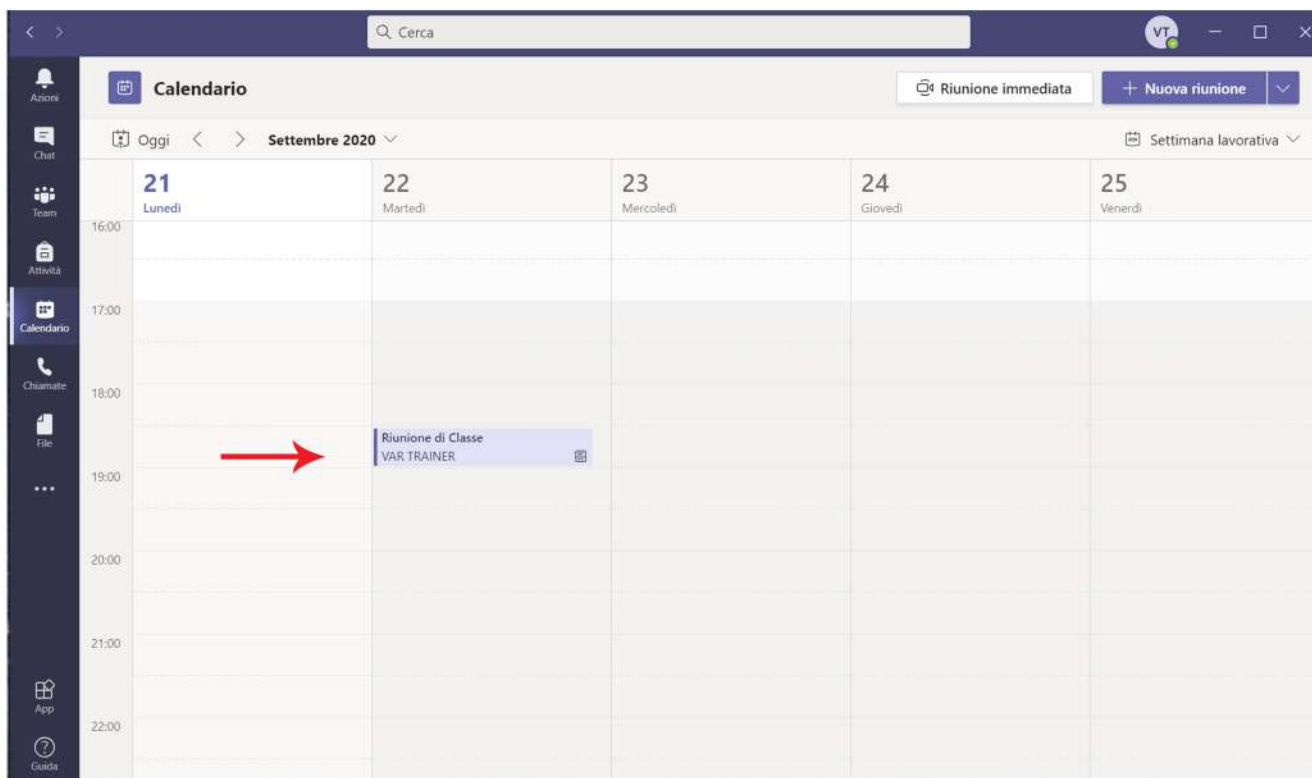 Cerca
VT
Azioni
Chat
Team
Attività
Calendario
Chiamate
File
App
Guida
Calendario
Riunione immediata
+ Nuova riunione
Oggi
Settembre 2020
Settimana lavorativa
21
Lunedì
22
Martedì
23
Mercoledì
24
Giovedì
25
Venerdì
16:00
17:00
18:00
Riunione di Classe
VAR TRAINER
19:00
20:00
21:00
22:00